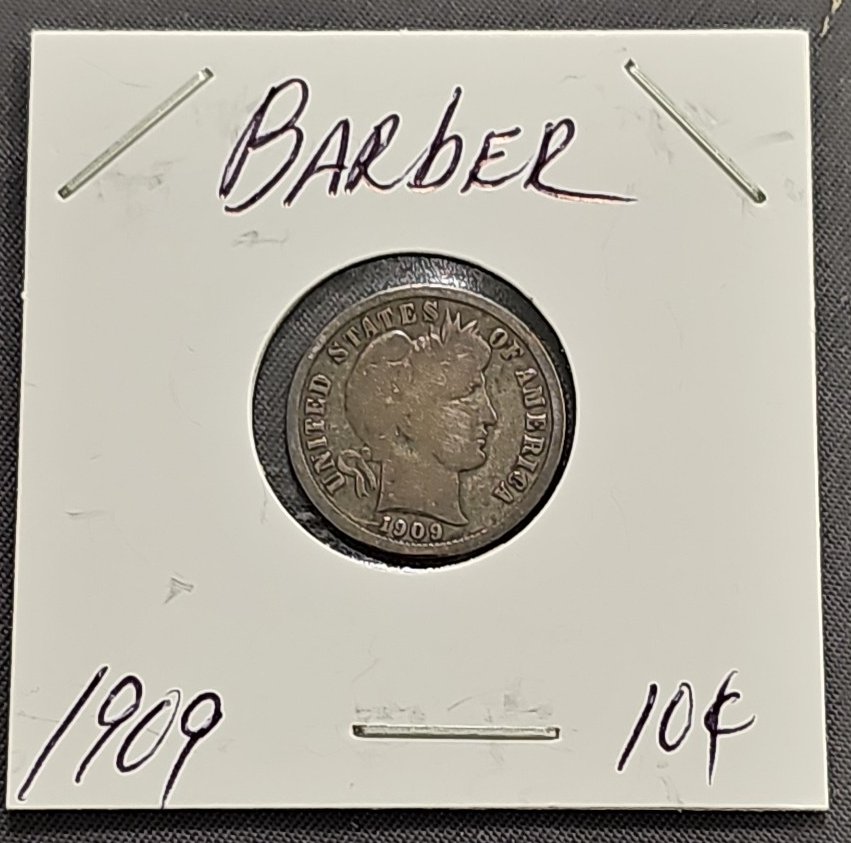 BARbER
UNITED STATES OF AMERICA
1909
1909 10¢